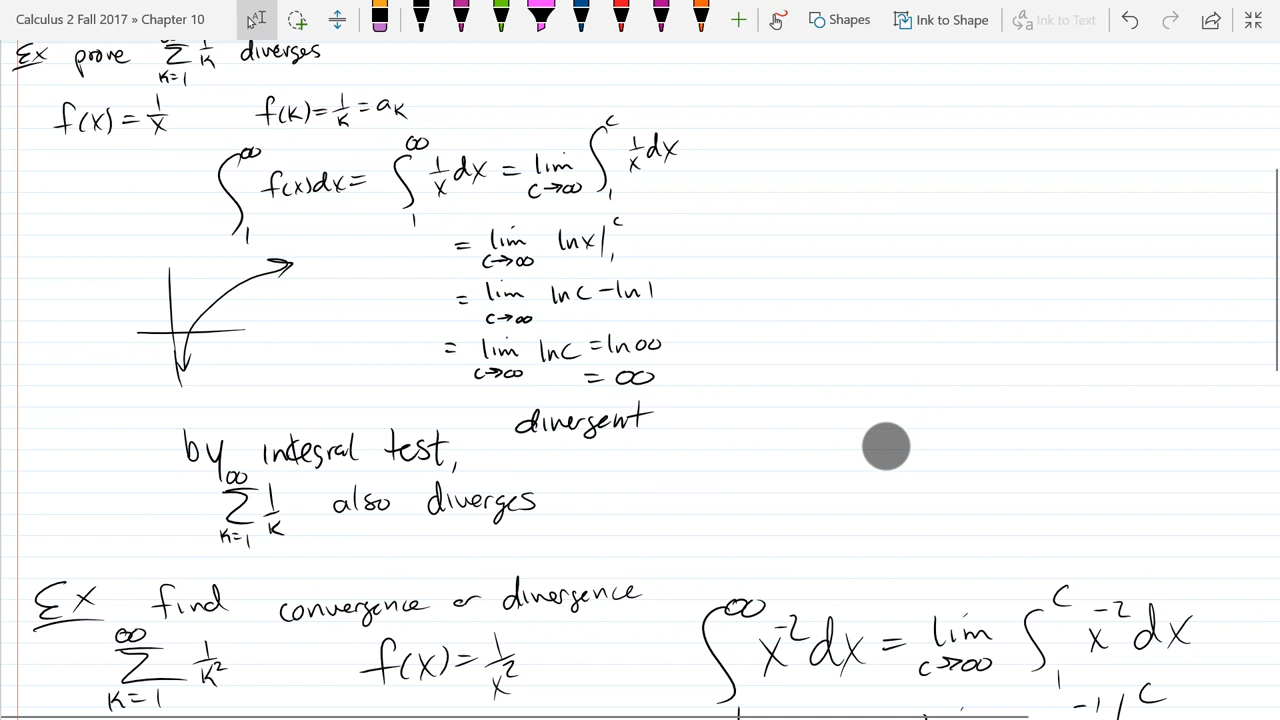 Calculus 2 Fall 2017 » Chapter 10
Shapes
Ink to Shape
Ink to Text
Ex prove ∑_{k=1}^{∞} 1/k diverges
f(x) = 1/x f(k) = 1/k = a_k
∫_1^∞ f(x)dx = ∫_1^∞ 1/x dx = lim_{c→∞} ∫_1^c 1/x dx
= lim_{c→∞} lnx|_1^c
= lim_{c→∞} lnc - ln1
= lim_{c→∞} lnc = ln∞
= ∞
divergent
by integral test,
∑_{k=1}^{∞} 1/k also diverges
Ex find convergence or divergence
∑_{k=1}^{∞} 1/k² f(x) = 1/x²
∫_1^∞ x^{-2} dx = lim_{c→∞} ∫_1^c x^{-2} dx
-1 |^c